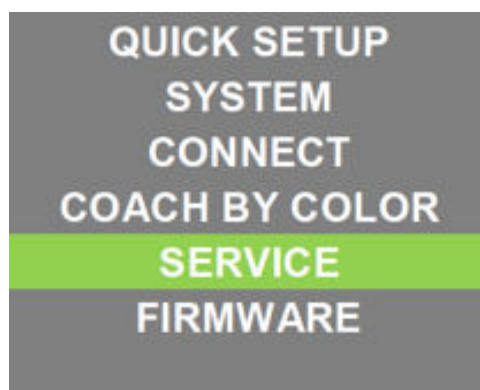 QUICK SETUP
SYSTEM
CONNECT
COACH BY COLOR
SERVICE
FIRMWARE